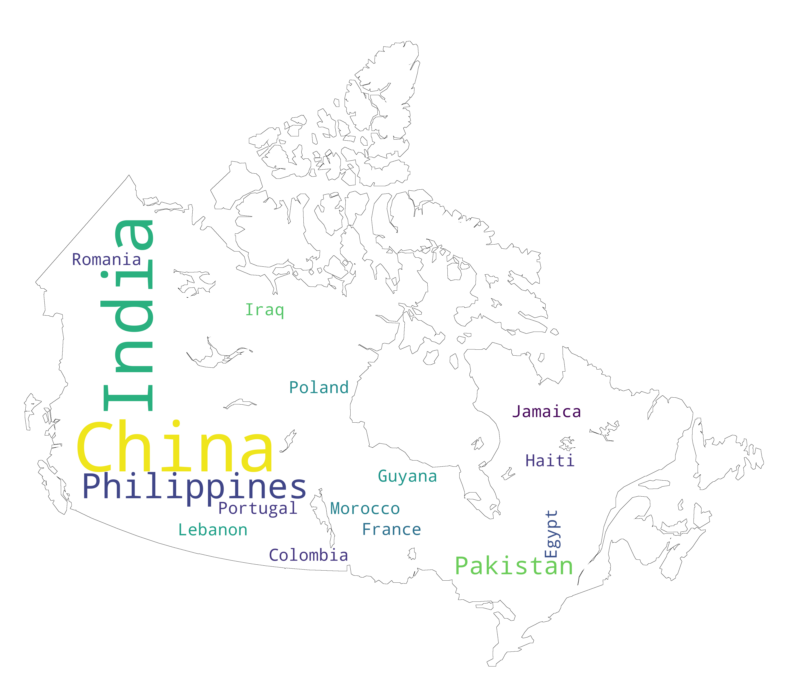 India
Romania
Iraq
Poland
Jamaica
China
Haiti
Guyana
Philippines
Portugal
Morocco
Lebanon
France
Egypt
Colombia
Pakistan